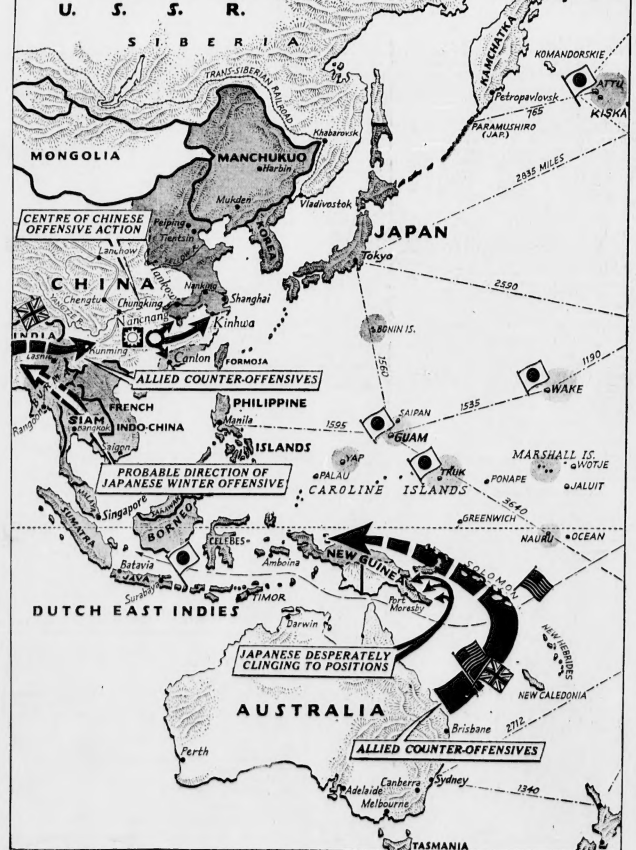 U. S. S. R.
SIBERIA
TRANS-SIBERIAN RAILROAD
KAMCHATKA
KOMANDORSKIE
ATTU
KISKA
Petropavlovsk
765
PARAMUSHIRO
(JAP.)
Khabarovsk
MONGOLIA
MANCHUKUO
Harbin
2835 MILES
Mukden
Vladivostok
CENTRE OF CHINESE
OFFENSIVE ACTION
Peiping
Tientsin
KOREA
JAPAN
Tokyo
Lanchow
CHINA
Nanking
Shanghai
2590
Chengtu
Chungking
Hankow
YANGTZE
Nanchang
Kinhwa
INDIA
BONIN IS.
1560
1190
Lashio
Kunming
Canlon
FORMOSA
WAKE
ALLIED COUNTER-OFFENSIVES
BURMA
Rangoon
FRENCH
INDO-CHINA
SIAM
Bangkok
Saigon
PHILIPPINE
ISLANDS
Manila
1595
SAIPAN
GUAM
1535
PROBABLE DIRECTION OF
JAPANESE WINTER OFFENSIVE
YAP
PALAU
TRUK
CAROLINE ISLANDS
PONAPE
MARSHALL IS.
WOTJE
JALUIT
3640
MALAYA
Singapore
SARAWAK
BORNEO
SUMATRA
CELEBES
GREENWICH
NAURU
OCEAN
Batavia
JAVA
Surabaya
Amboina
NEW GUINEA
SOLOMON
TIMOR
Port
Moresby
DUTCH EAST INDIES
Darwin
NEW HEBRIDES
JAPANESE DESPERATELY
CLINGING TO POSITIONS
NEW CALEDONIA
AUSTRALIA
Brisbane
2712
ALLIED COUNTER-OFFENSIVES
Perth
Adelaide
Canberra
Sydney
Melbourne
1340
TASMANIA